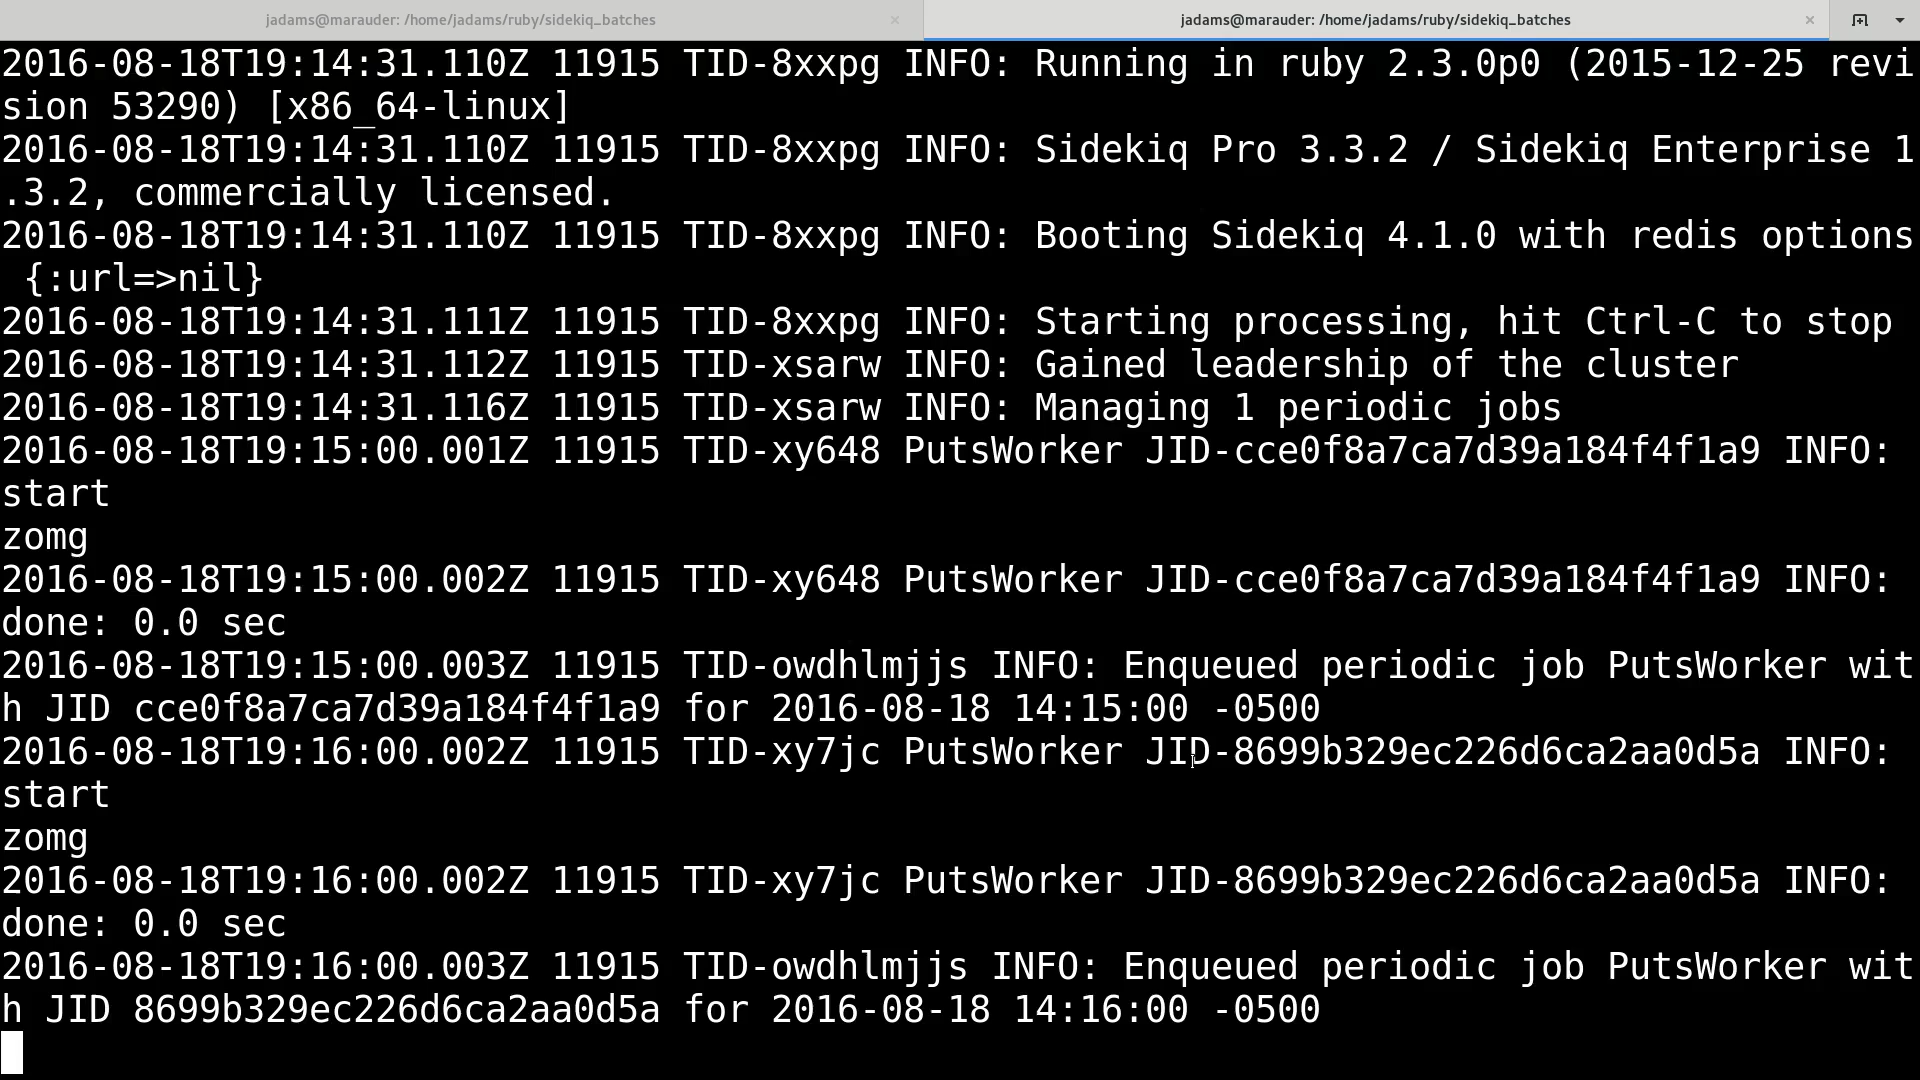 jadams@marauder: /home/jadams/ruby/sidekiq_batches
jadams@marauder: /home/jadams/ruby/sidekiq_batches
2016-08-18T19:14:31.110Z 11915 TID-8xxpg INFO: Running in ruby 2.3.0p0 (2015-12-25 revi
sion 53290) [x86_64-linux]
2016-08-18T19:14:31.110Z 11915 TID-8xxpg INFO: Sidekiq Pro 3.3.2 / Sidekiq Enterprise 1
.3.2, commercially licensed.
2016-08-18T19:14:31.110Z 11915 TID-8xxpg INFO: Booting Sidekiq 4.1.0 with redis options
 {:url=>nil}
2016-08-18T19:14:31.111Z 11915 TID-8xxpg INFO: Starting processing, hit Ctrl-C to stop
2016-08-18T19:14:31.112Z 11915 TID-xsarw INFO: Gained leadership of the cluster
2016-08-18T19:14:31.116Z 11915 TID-xsarw INFO: Managing 1 periodic jobs
2016-08-18T19:15:00.001Z 11915 TID-xy648 PutsWorker JID-cce0f8a7ca7d39a184f4f1a9 INFO:
start
zomg
2016-08-18T19:15:00.002Z 11915 TID-xy648 PutsWorker JID-cce0f8a7ca7d39a184f4f1a9 INFO:
done: 0.0 sec
2016-08-18T19:15:00.003Z 11915 TID-owdhlmjjs INFO: Enqueued periodic job PutsWorker wit
h JID cce0f8a7ca7d39a184f4f1a9 for 2016-08-18 14:15:00 -0500
2016-08-18T19:16:00.002Z 11915 TID-xy7jc PutsWorker JID-8699b329ec226d6ca2aa0d5a INFO:
start
zomg
2016-08-18T19:16:00.002Z 11915 TID-xy7jc PutsWorker JID-8699b329ec226d6ca2aa0d5a INFO:
done: 0.0 sec
2016-08-18T19:16:00.003Z 11915 TID-owdhlmjjs INFO: Enqueued periodic job PutsWorker wit
h JID 8699b329ec226d6ca2aa0d5a for 2016-08-18 14:16:00 -0500